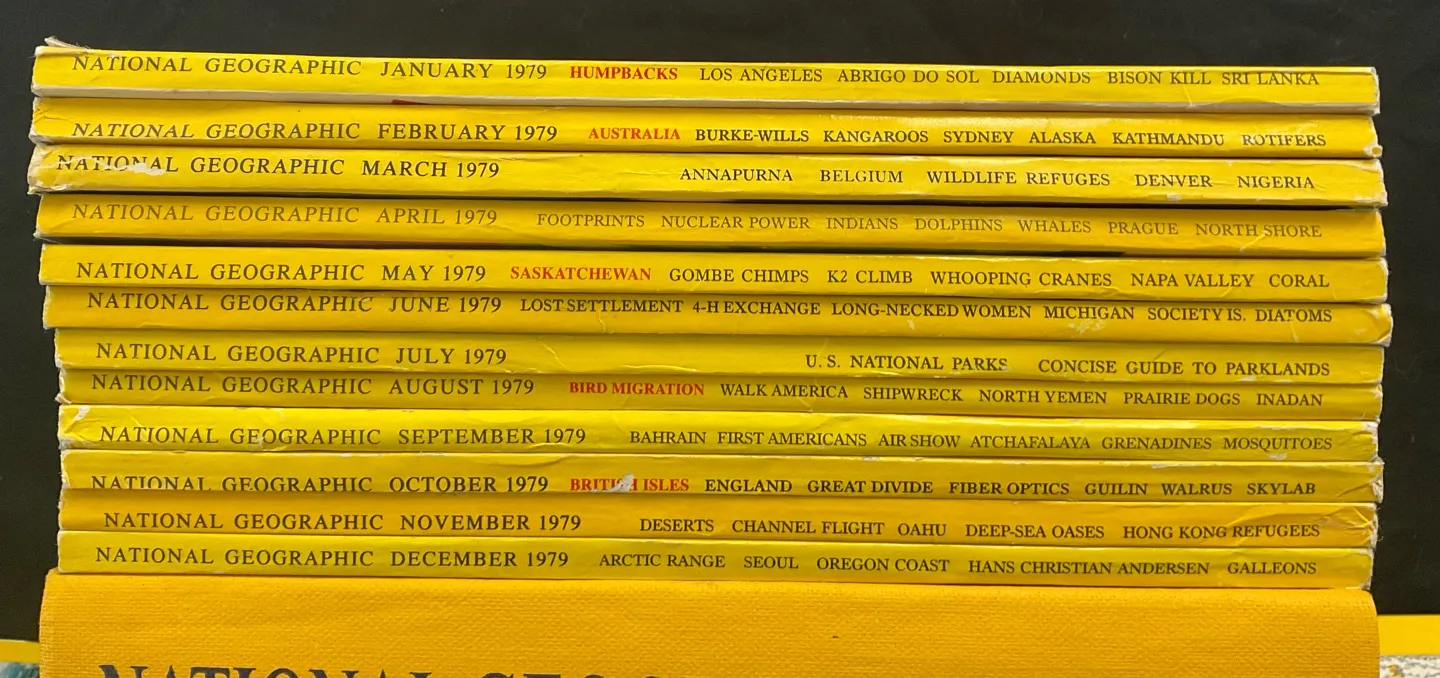 NATIONAL GEOGRAPHIC JANUARY 1979 HUMPBACKS LOS ANGELES ABRIGO DO SOL DIAMONDS BISON KILL SRI LANKA
NATIONAL GEOGRAPHIC FEBRUARY 1979 AUSTRALIA BURKE-WILLS KANGAROOS SYDNEY ALASKA KATHMANDU ROTIFERS
NATIONAL GEOGRAPHIC MARCH 1979 ANNAPURNA BELGIUM WILDLIFE REFUGES DENVER NIGERIA
NATIONAL GEOGRAPHIC APRIL 1979 FOOTPRINTS NUCLEAR POWER INDIANS DOLPHINS WHALES PRAGUE NORTH SHORE
NATIONAL GEOGRAPHIC MAY 1979 SASKATCHEWAN GOMBE CHIMPS K2 CLIMB WHOOPING CRANES NAPA VALLEY CORAL
NATIONAL GEOGRAPHIC JUNE 1979 LOST SETTLEMENT 4-H EXCHANGE LONG-NECKED WOMEN MICHIGAN SOCIETY IS. DIATOMS
NATIONAL GEOGRAPHIC JULY 1979 U. S. NATIONAL PARKS CONCISE GUIDE TO PARKLANDS
NATIONAL GEOGRAPHIC AUGUST 1979 BIRD MIGRATION WALK AMERICA SHIPWRECK NORTH YEMEN PRAIRIE DOGS INADAN
NATIONAL GEOGRAPHIC SEPTEMBER 1979 BAHRAIN FIRST AMERICANS AIR SHOW ATCHAFALAYA GRENADINES MOSQUITOES
NATIONAL GEOGRAPHIC OCTOBER 1979 BRITISH ISLES ENGLAND GREAT DIVIDE FIBER OPTICS GUILIN WALRUS SKYLAB
NATIONAL GEOGRAPHIC NOVEMBER 1979 DESERTS CHANNEL FLIGHT OAHU DEEP-SEA OASES HONG KONG REFUGEES
NATIONAL GEOGRAPHIC DECEMBER 1979 ARCTIC RANGE SEOUL OREGON COAST HANS CHRISTIAN ANDERSEN GALLEONS
NATIONAL GEOG